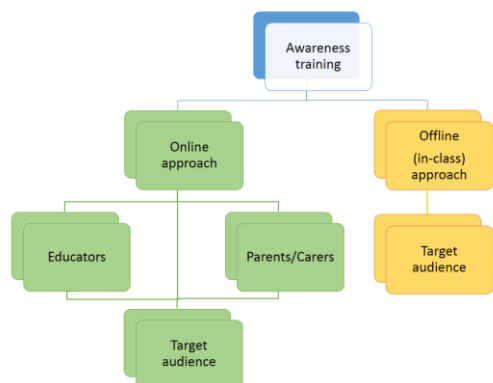 Awareness
training
Online
approach
Offline
(in-class)
approach
Educators
Parents/Carers
Target
audience
Target
audience